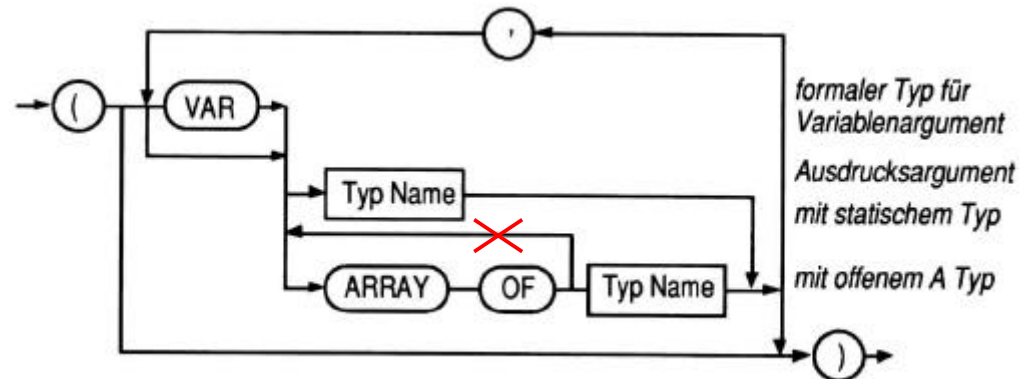 ,
( VAR
formaler Typ für
Variablenargument
Ausdrucksargument
Typ Name
mit statischem Typ
ARRAY OF Typ Name
mit offenem A Typ
)